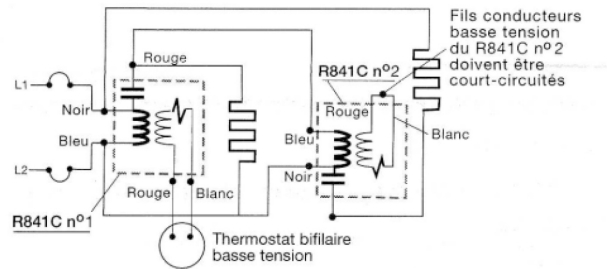 Fils conducteurs
basse tension
du R841C nº 2
doivent être
court-circuités
Rouge
R841C nº2
L1
Rouge
Noir
Blanc
Bleu
Bleu
Noir
L2
Rouge
Blanc
R841C nº1
Thermostat bifilaire
basse tension